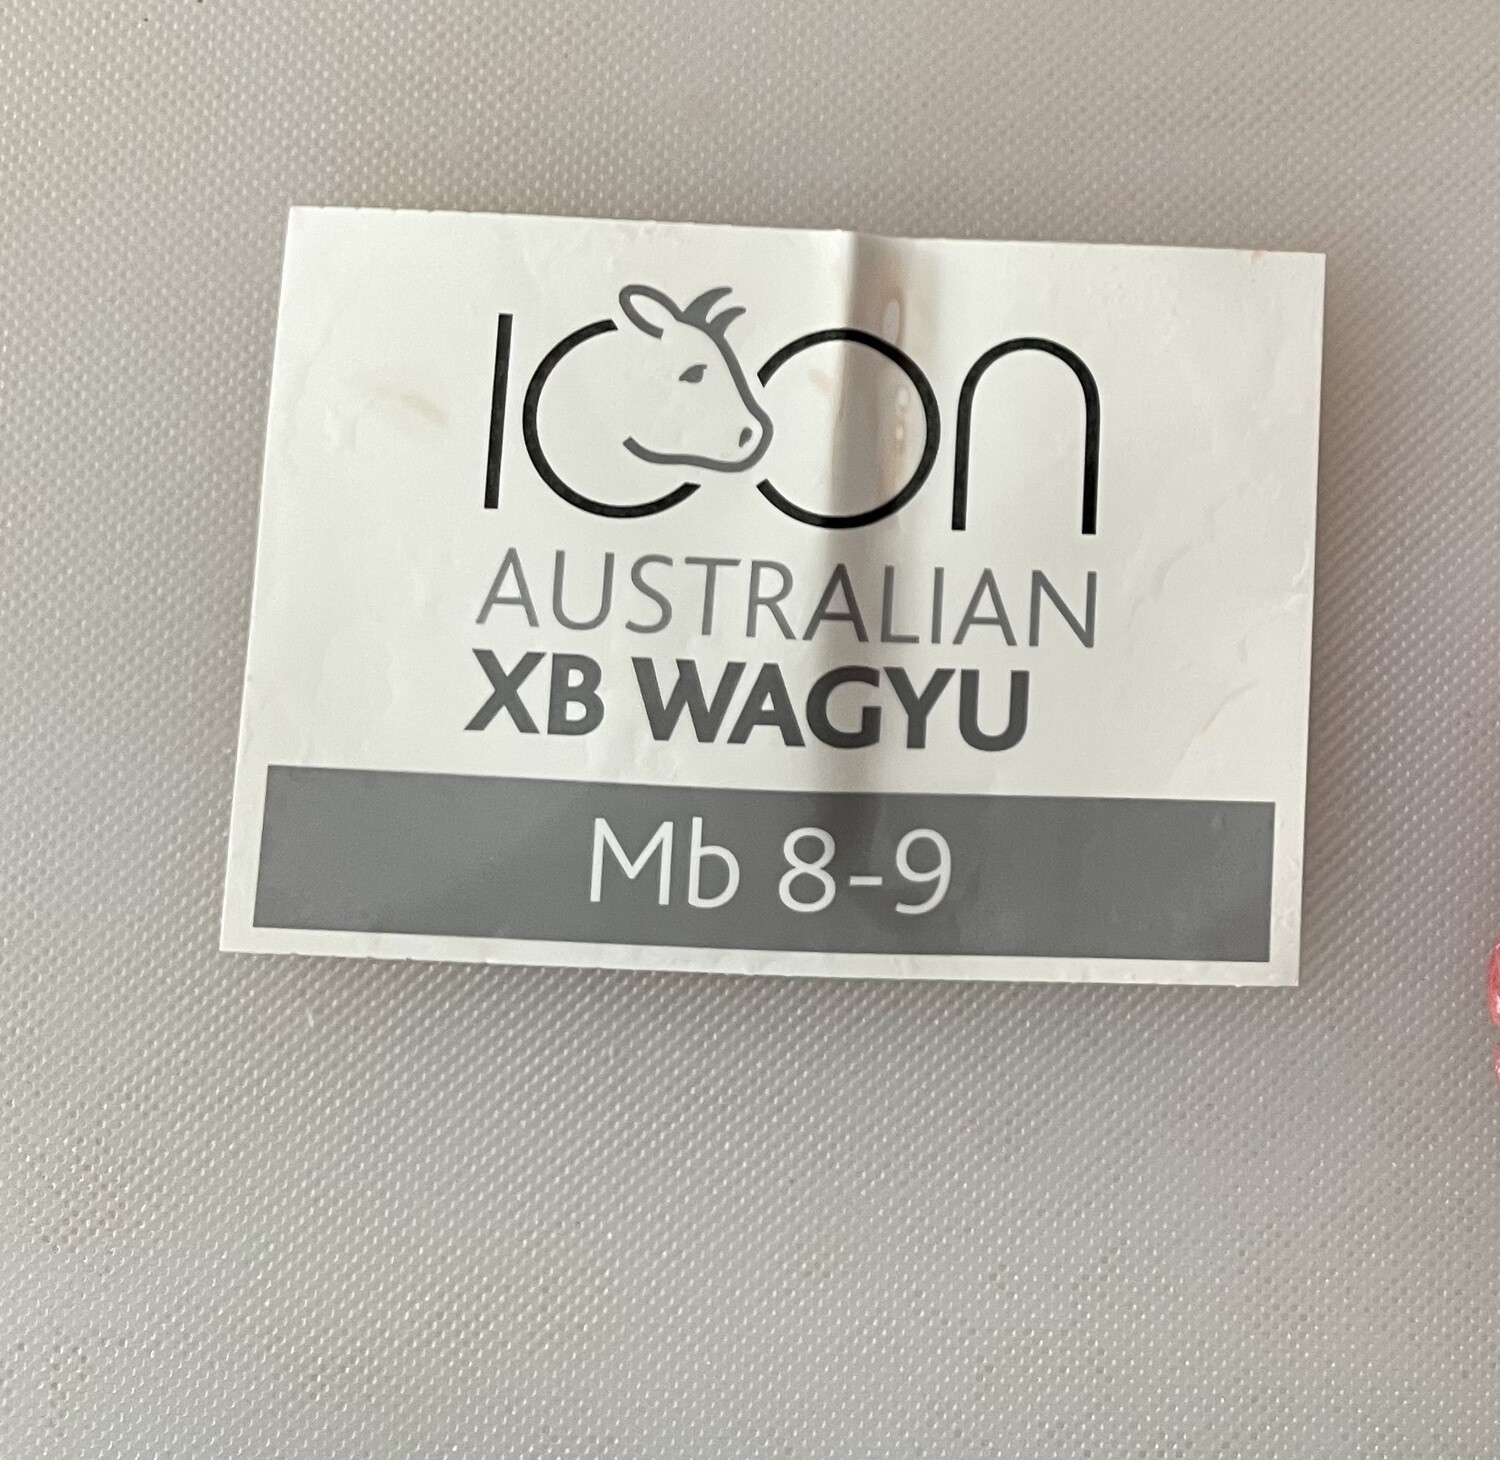 ICON
AUSTRALIAN
XB WAGYU
Mb 8-9